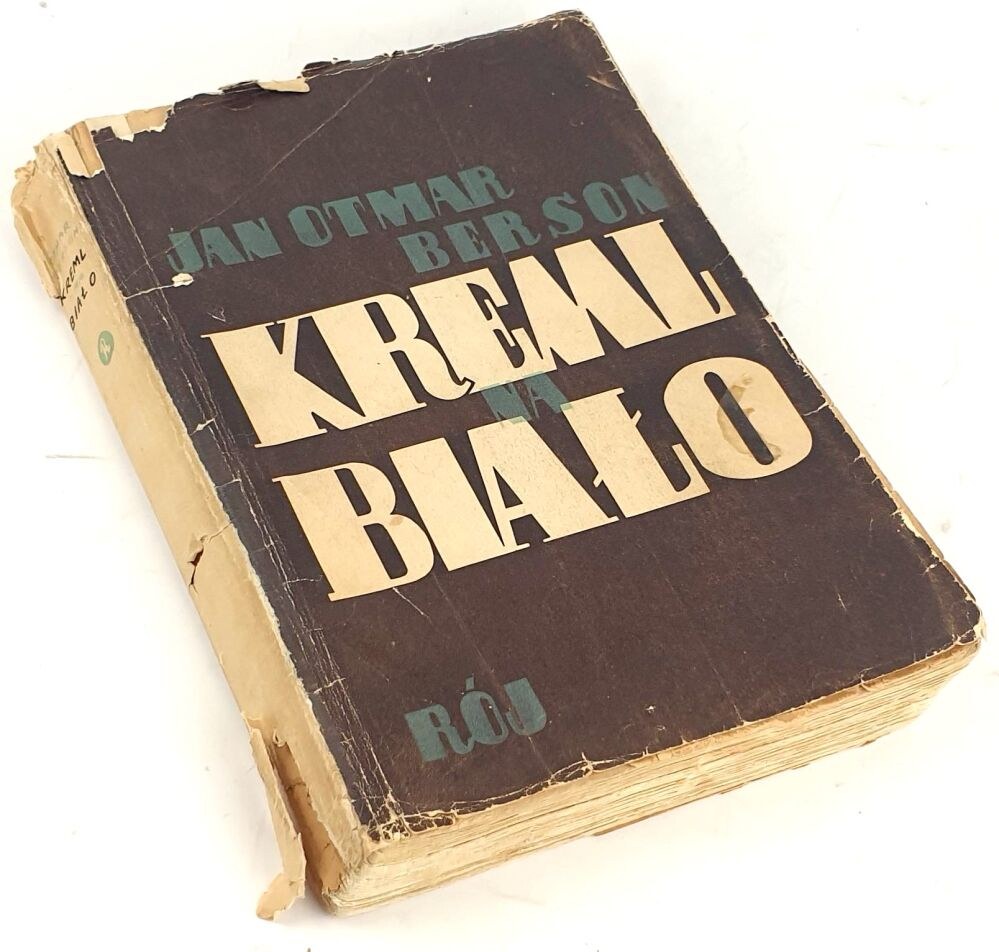 JAN OTMAR
BERSON
KREML
NA
BIAŁO
RÓJ
KREML
BIAŁO
R